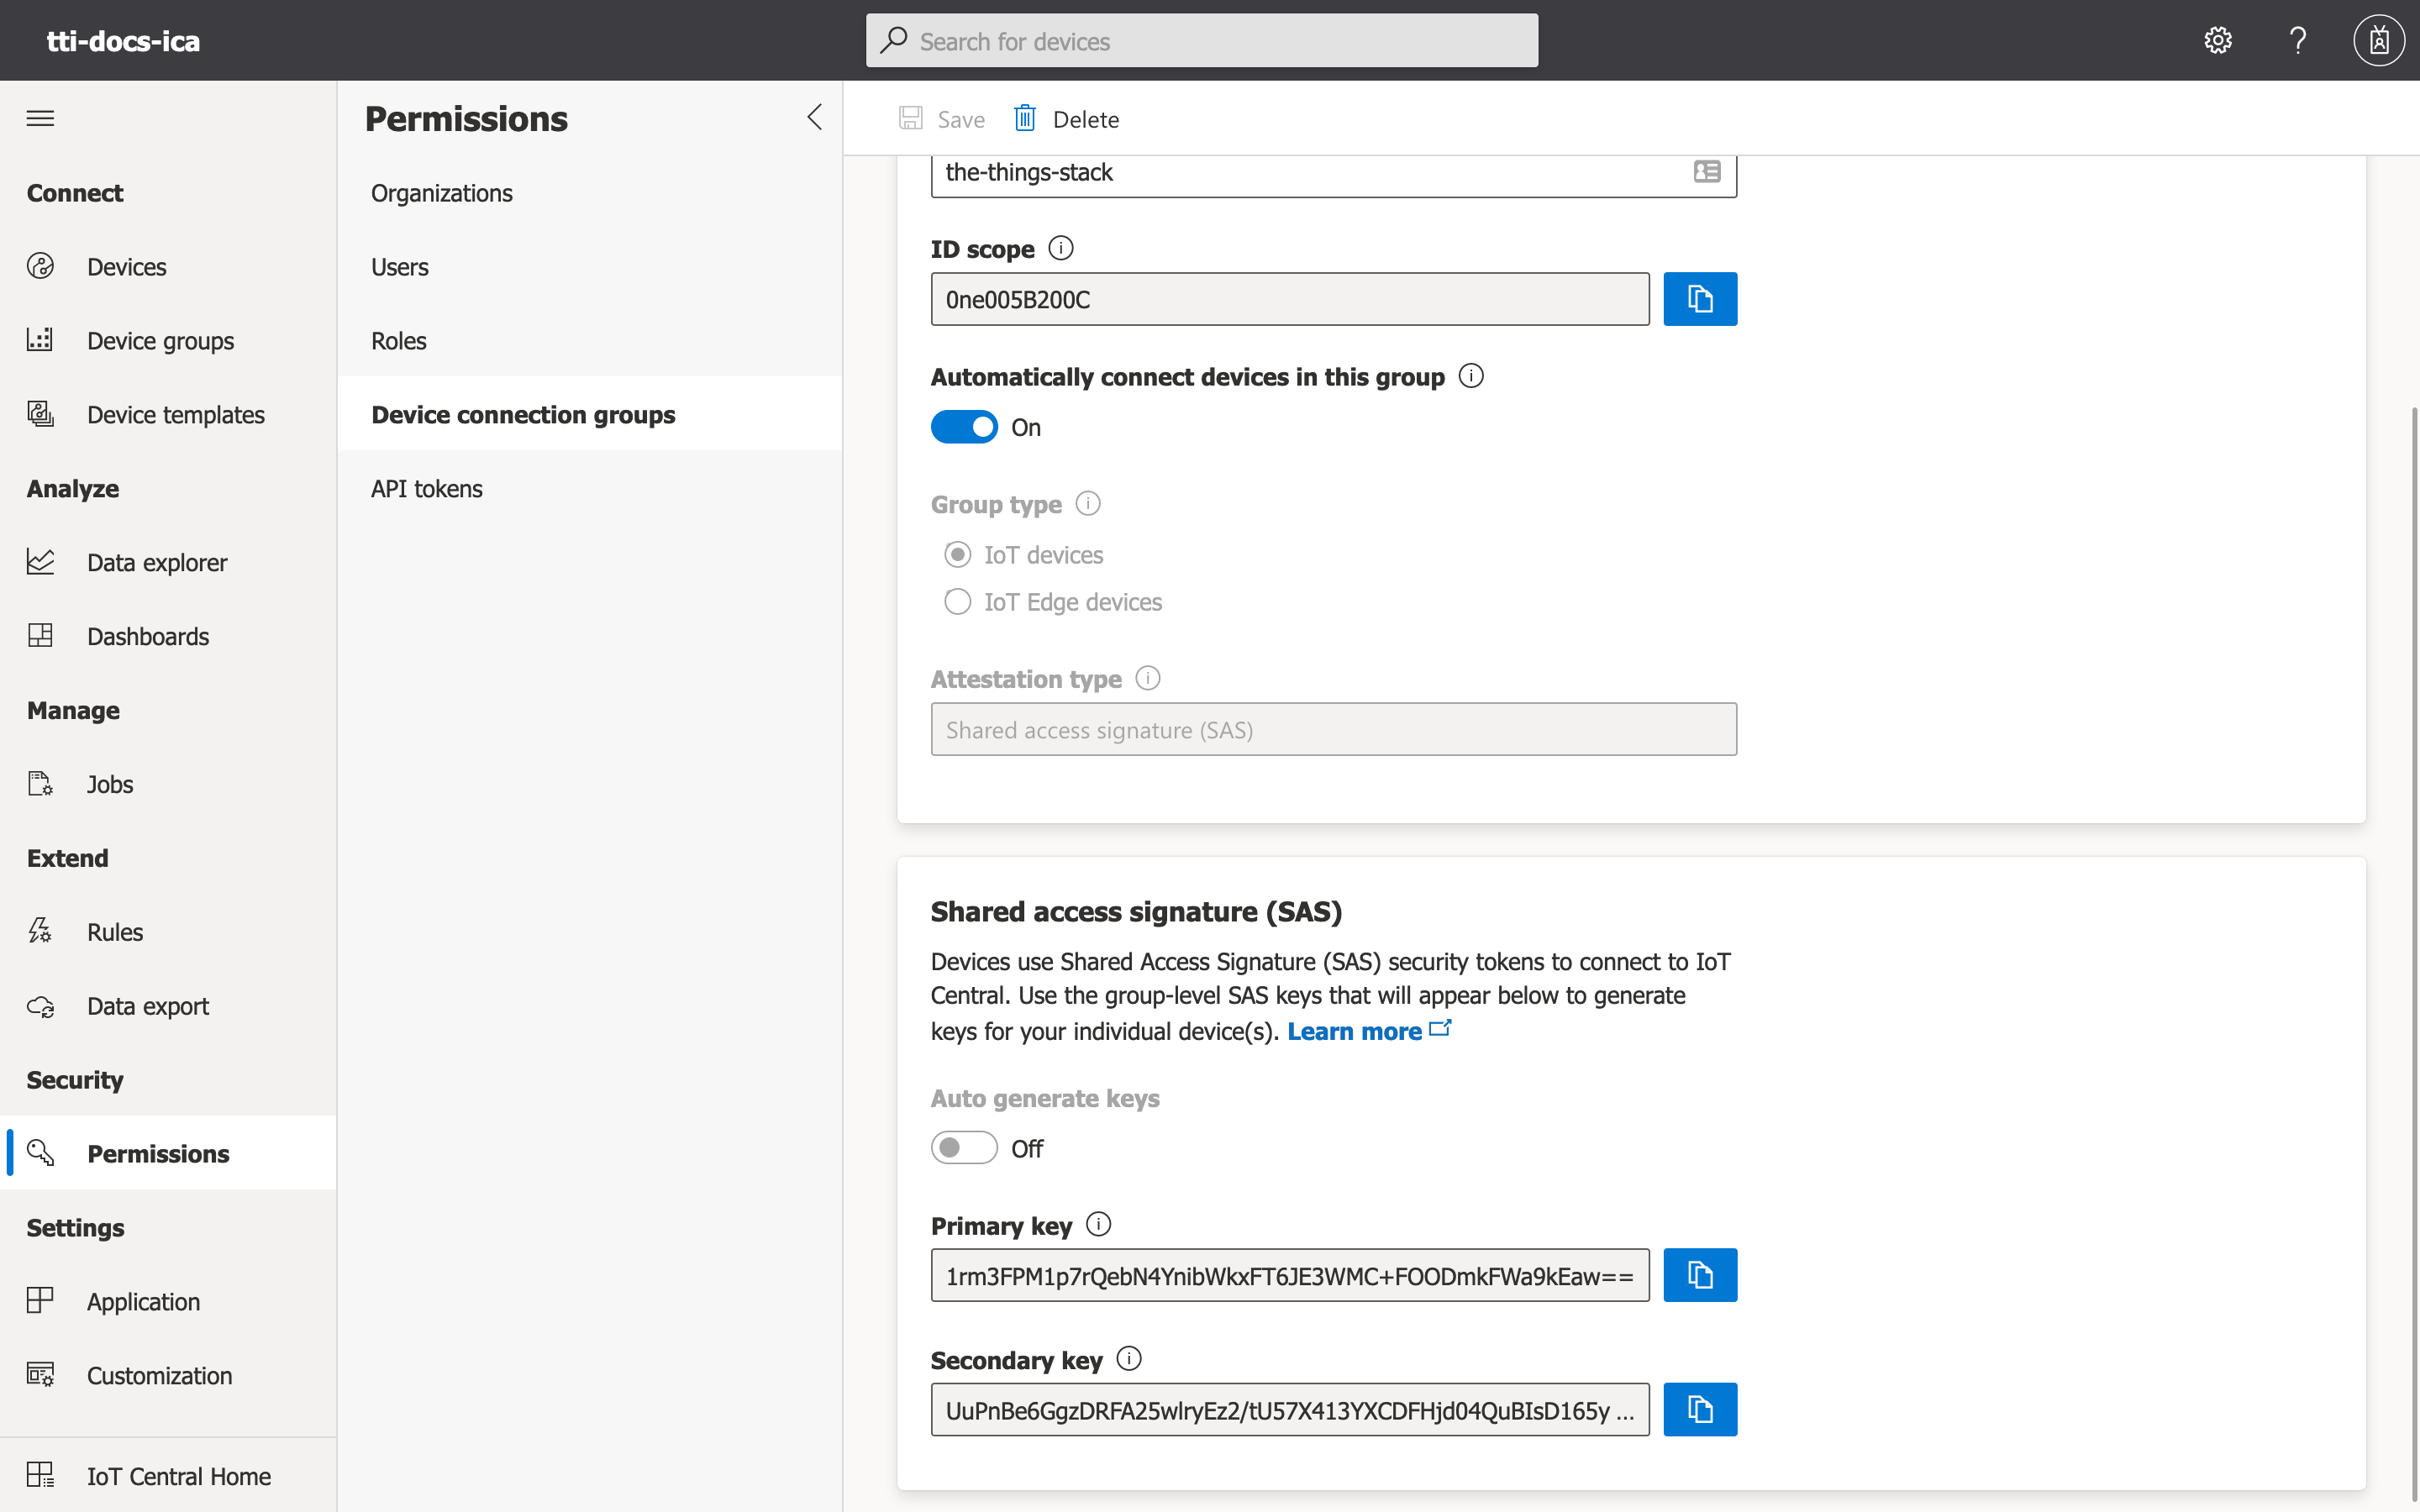 tti-docs-ica
Search for devices
Connect
Devices
Device groups
Device templates
Analyze
Data explorer
Dashboards
Manage
Jobs
Extend
Rules
Data export
Security
Permissions
Settings
Application
Customization
IoT Central Home
Permissions
Organizations
Users
Roles
Device connection groups
API tokens
Save
Delete
the-things-stack
ID scope
0ne005B200C
Automatically connect devices in this group
On
Group type
IoT devices
IoT Edge devices
Attestation type
Shared access signature (SAS)
Shared access signature (SAS)
Devices use Shared Access Signature (SAS) security tokens to connect to IoT
Central. Use the group-level SAS keys that will appear below to generate
keys for your individual device(s). Learn more
Auto generate keys
Off
Primary key
1rm3FPM1p7rQebN4YnibWkxFT6JE3WMC+FOODmkFWa9kEaw==
Secondary key
UuPnBe6GgzDRFA25wlryEz2/tU57X413YXCDFHjd04QuBIsD165y ...